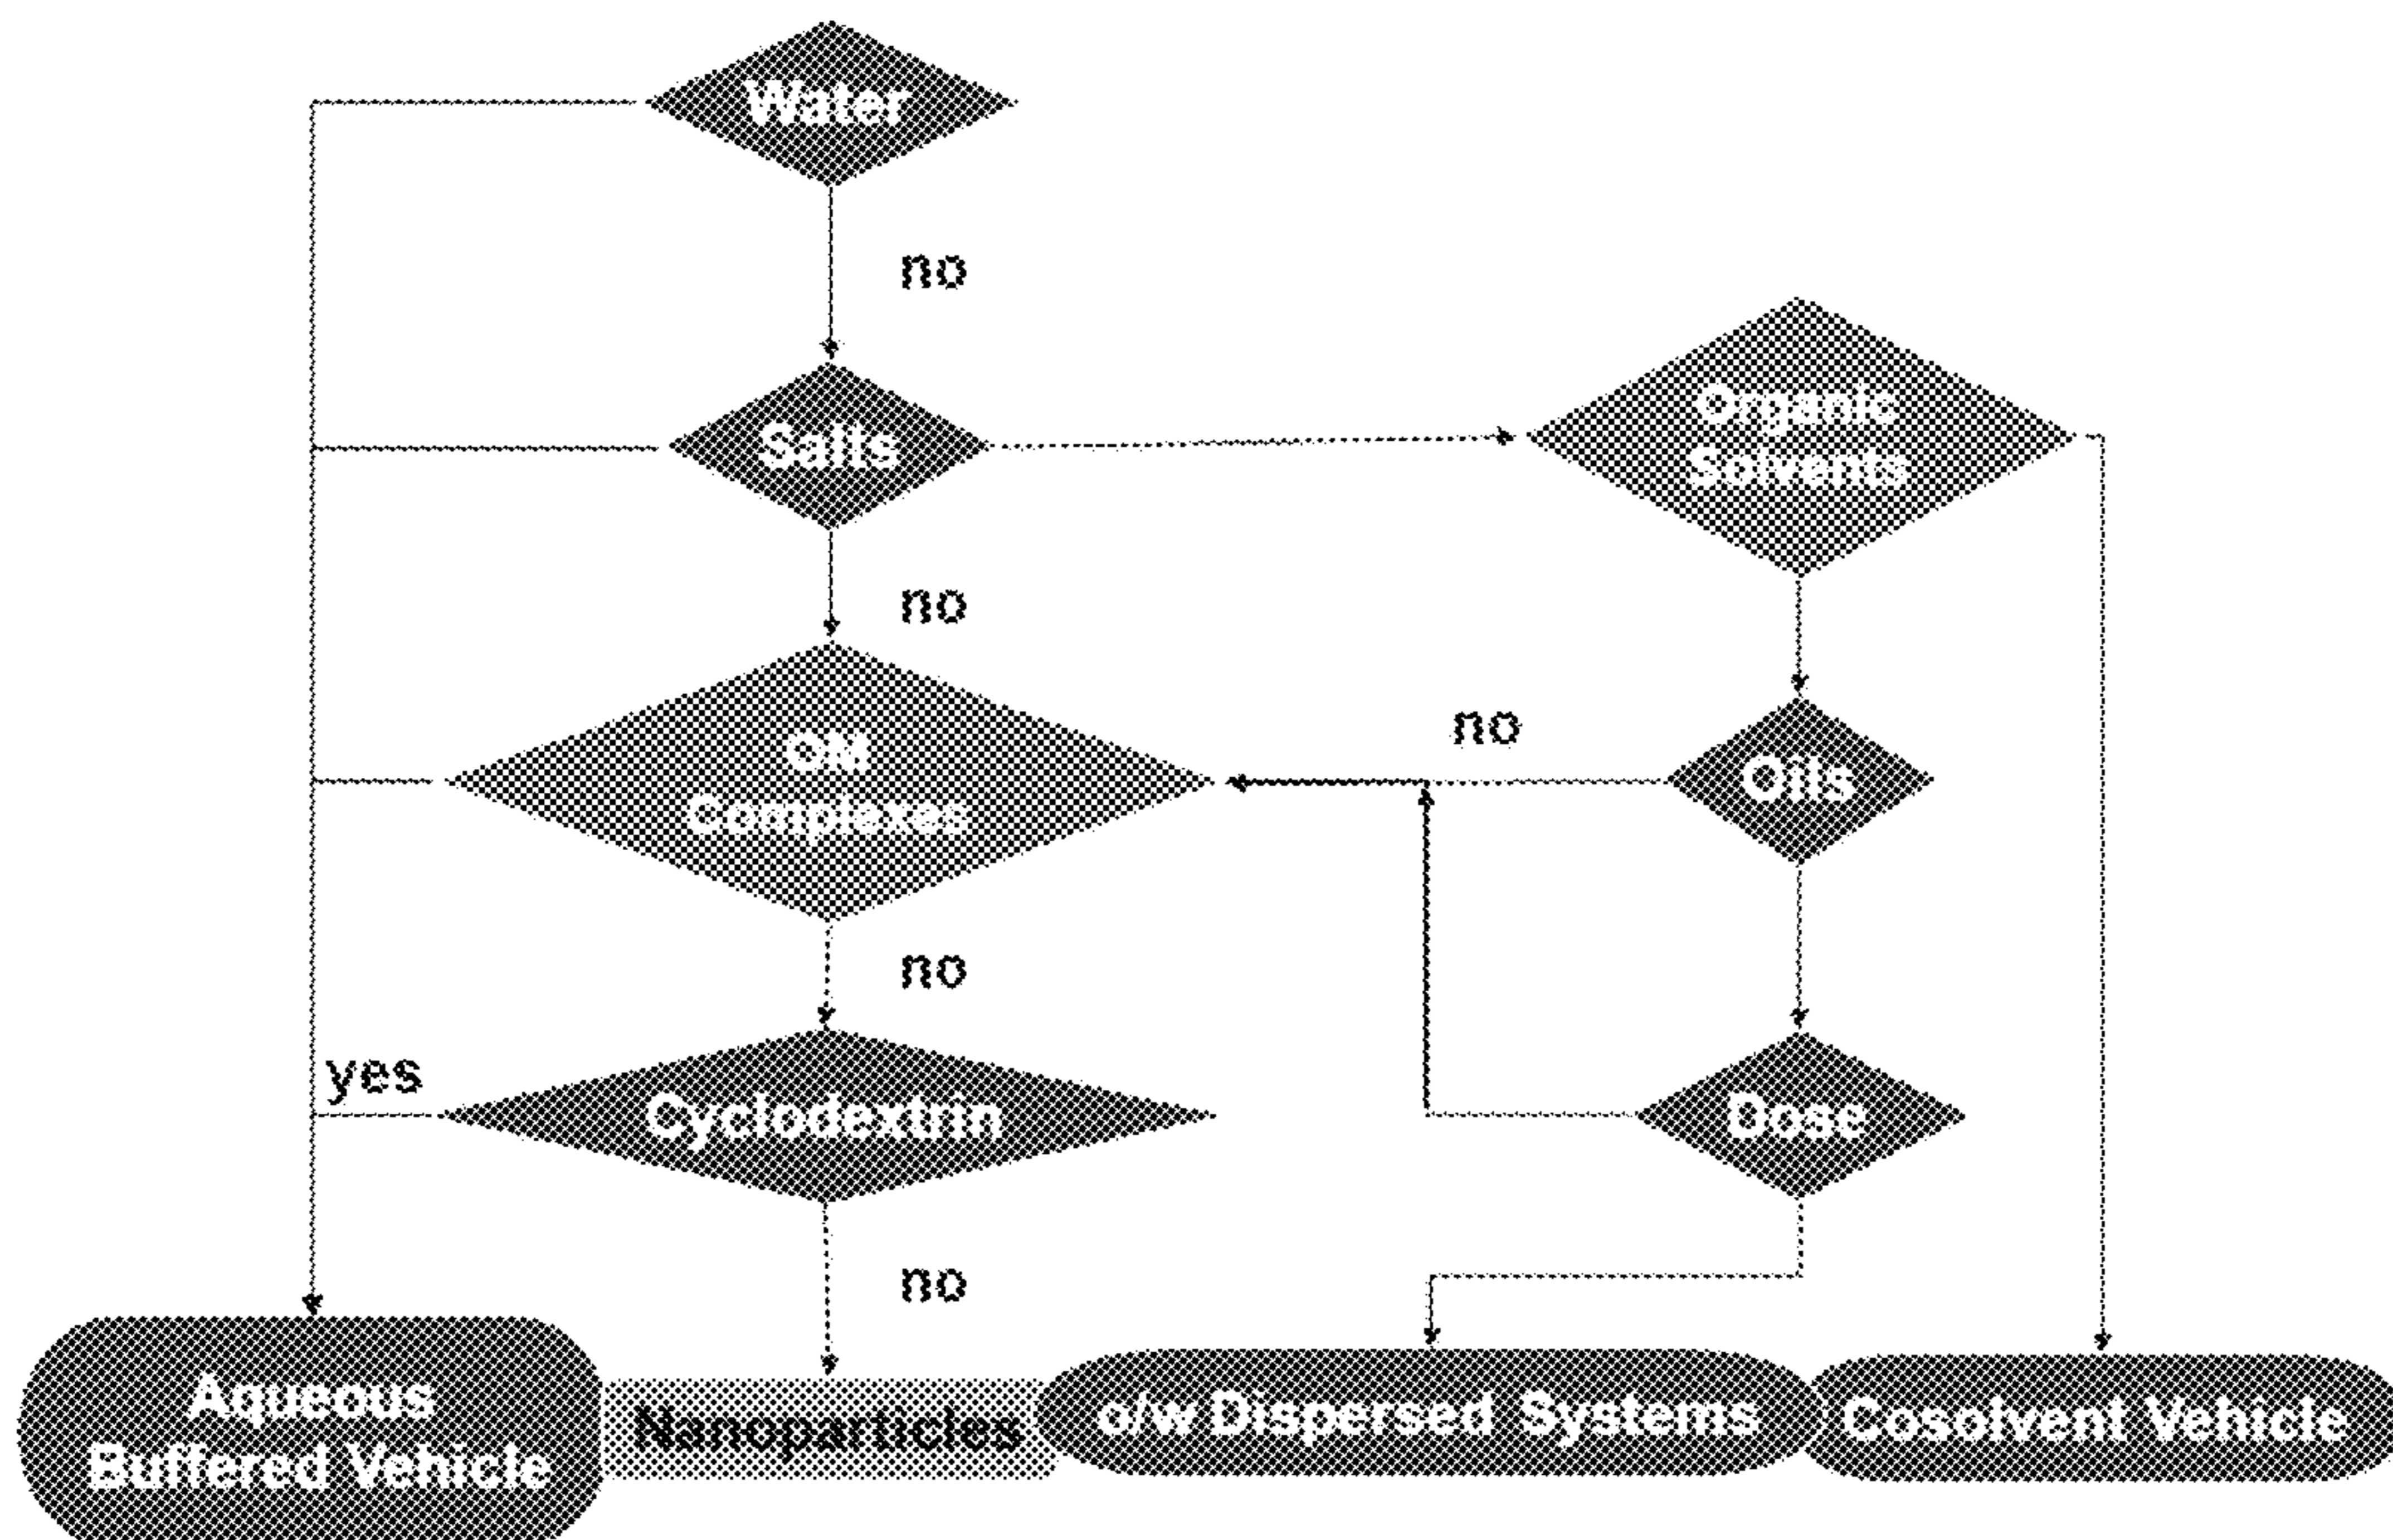 Water
no
Salts
Organic
Solvents
no
OM
Complexes
no
Oils
no
yes
Cyclodextrin
Dose
no
Aqueous
Buffered Vehicle
Nanoparticles
o/w Dispersed Systems
Cosolvent Vehicle